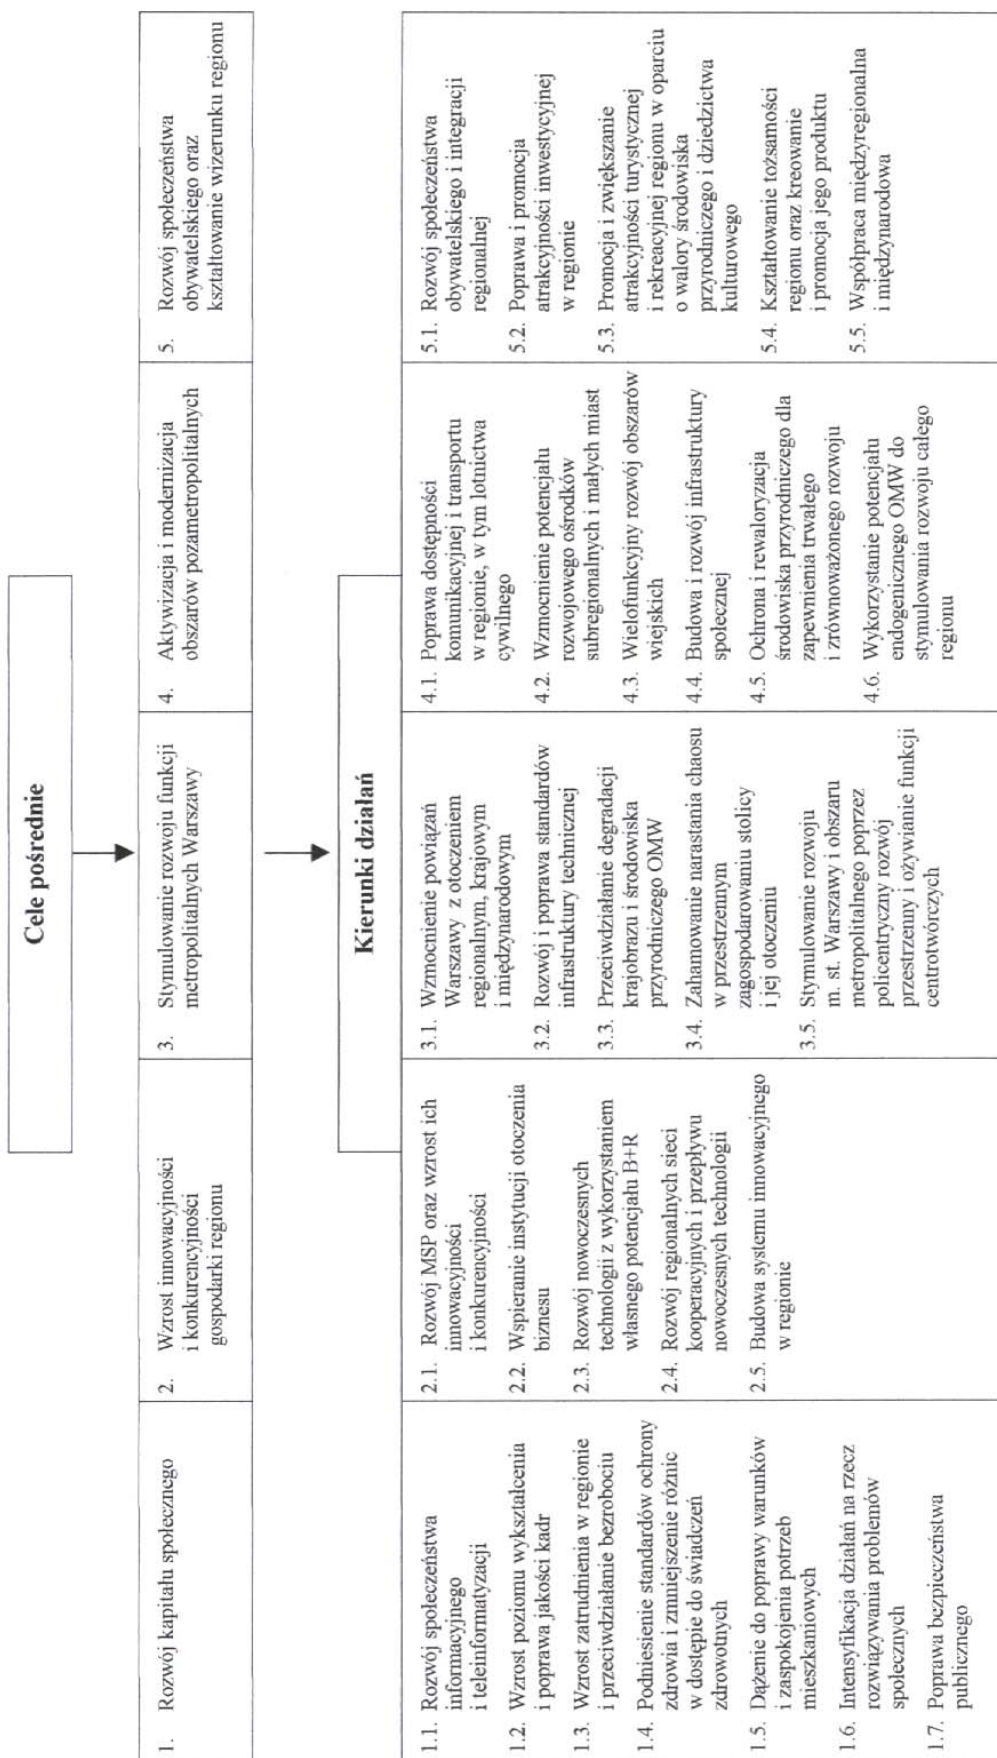 Cele pośrednie
1. Rozwój kapitału społecznego
2. Wzrost innowacyjności
i konkurencyjności
gospodarki regionu
3. Stymulowanie rozwoju funkcji
metropolitalnych Warszawy
4. Aktywizacja i modernizacja
obszarów pozametropolitalnych
5. Rozwój społeczeństwa
obywatelskiego oraz
kształtowanie wizerunku regionu
Kierunki działań
1.1. Rozwój społeczeństwa
informacyjnego
i teleinformatyzacji
1.2. Wzrost poziomu wykształcenia
i poprawa jakości kadr
1.3. Wzrost zatrudnienia w regionie
i przeciwdziałanie bezrobociu
1.4. Podniesienie standardów ochrony
zdrowia i zmniejszenie różnic
w dostępie do świadczeń
zdrowotnych
1.5. Dążenie do poprawy warunków
i zaspokojenia potrzeb
mieszkaniowych
1.6. Intensyfikacja działań na rzecz
rozwiązywania problemów
społecznych
1.7. Poprawa bezpieczeństwa
publicznego
2.1. Rozwój MSP oraz wzrost ich
innowacyjności
i konkurencyjności
2.2. Wspieranie instytucji otoczenia
biznesu
2.3. Rozwój nowoczesnych
technologii z wykorzystaniem
własnego potencjału B+R
2.4. Rozwój regionalnych sieci
kooperacyjnych i przepływu
nowoczesnych technologii
2.5. Budowa systemu innowacyjnego
w regionie
3.1. Wzmocnienie powiązań
Warszawy z otoczeniem
regionalnym, krajowym
i międzynarodowym
3.2. Rozwój i poprawa standardów
infrastruktury technicznej
3.3. Przeciwdziałanie degradacji
krajobrazu i środowiska
przyrodniczego OMW
3.4. Zahamowanie narastania chaosu
w przestrzennym
zagospodarowaniu stolicy
i jej otoczeniu
3.5. Stymulowanie rozwoju
m. st. Warszawy i obszaru
metropolitalnego poprzez
policentryczny rozwój
przestrzenny i ożywianie funkcji
centrotwórczych
4.1. Poprawa dostępności
komunikacyjnej i transportu
w regionie, w tym lotnictwa
cywilnego
4.2. Wzmocnienie potencjału
rozwojowego ośrodków
subregionalnych i małych miast
4.3. Wielofunkcyjny rozwój obszarów
wiejskich
4.4. Budowa i rozwój infrastruktury
społecznej
4.5. Ochrona i rewaloryzacja
środowiska przyrodniczego dla
zapewnienia trwałego
i zrównoważonego rozwoju
4.6. Wykorzystanie potencjału
endogenicznego OMW do
stymulowania rozwoju całego
regionu
5.1. Rozwój społeczeństwa
obywatelskiego i integracji
regionalnej
5.2. Poprawa i promocja
atrakcyjności inwestycyjnej
w regionie
5.3. Promocja i zwiększanie
atrakcyjności turystycznej
i rekreacyjnej regionu w oparciu
o walory środowiska
przyrodniczego i dziedzictwa
kulturowego
5.4. Kształtowanie tożsamości
regionu oraz kreowanie
i promocja jego produktu
5.5. Współpraca międzyregionalna
i międzynarodowa